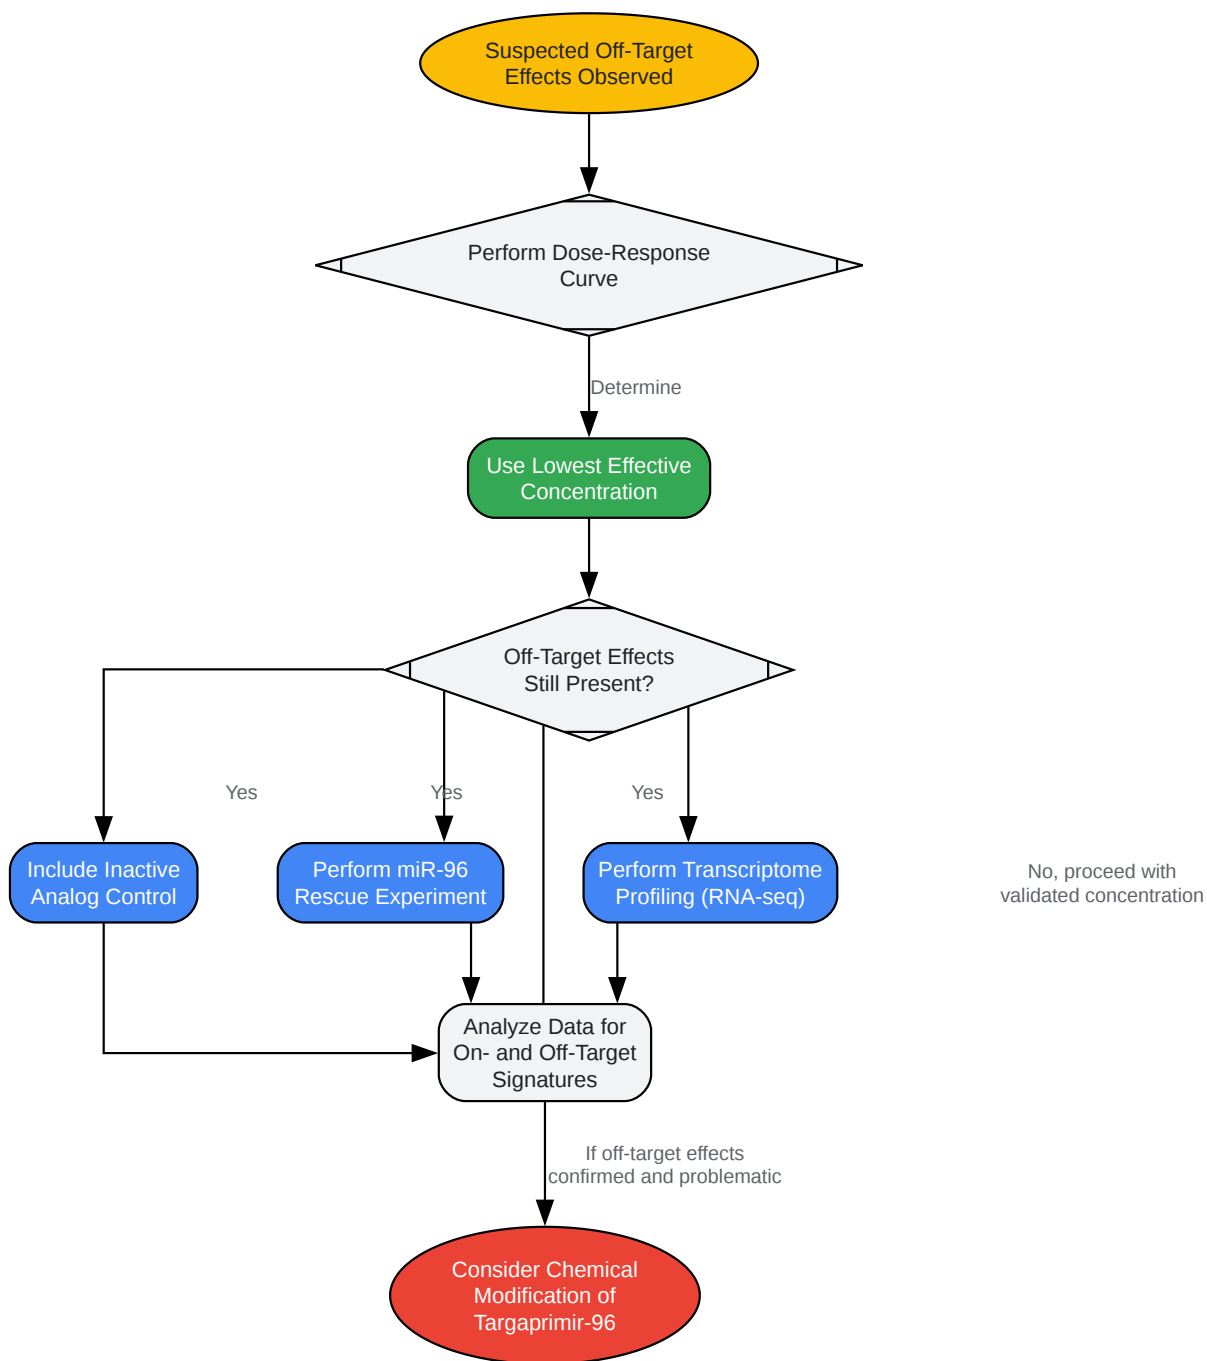 Suspected Off-Target
Effects Observed
Perform Dose-Response
Curve
Determine
Use Lowest Effective
Concentration
Off-Target Effects
Still Present?
Yes
Yes
Yes
Include Inactive
Analog Control
Perform miR-96
Rescue Experiment
Perform Transcriptome
Profiling (RNA-seq)
No, proceed with
validated concentration
Analyze Data for
On- and Off-Target
Signatures
If off-target effects
confirmed and problematic
Consider Chemical
Modification of
Targaprimir-96